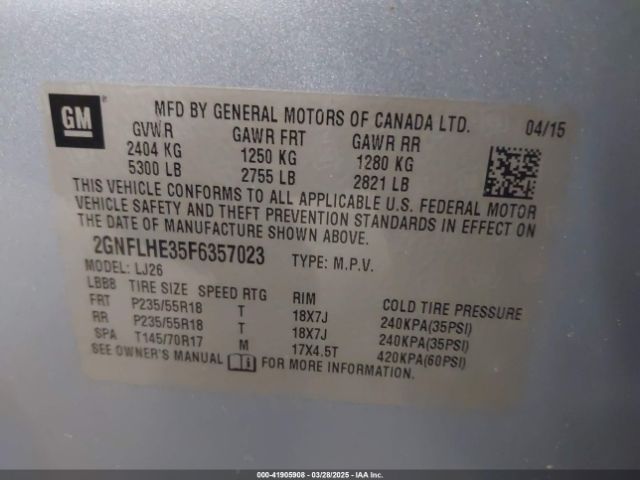 GM
MFD BY GENERAL MOTORS OF CANADA LTD. 04/15
GVWR GAWR FRT GAWR RR
2404 KG 1250 KG 1280 KG
5300 LB 2755 LB 2821 LB
THIS VEHICLE CONFORMS TO ALL APPLICABLE U.S. FEDERAL MOTOR
VEHICLE SAFETY AND THEFT PREVENTION STANDARDS IN EFFECT ON
THE DATE OF MANUFACTURE SHOWN ABOVE.
2GNFLHE35F6357023 TYPE: M.P.V.
MODEL: LJ26
LBB8 TIRE SIZE SPEED RTG RIM COLD TIRE PRESSURE
FRT P235/55R18 T 18X7J 240KPA(35PSI)
RR P235/55R18 T 18X7J 240KPA(35PSI)
SPA T145/70R17 M 17X4.5T 420KPA(60PSI)
SEE OWNER'S MANUAL FOR MORE INFORMATION.
000-41905908 | 03/28/2025 | IAA Inc.